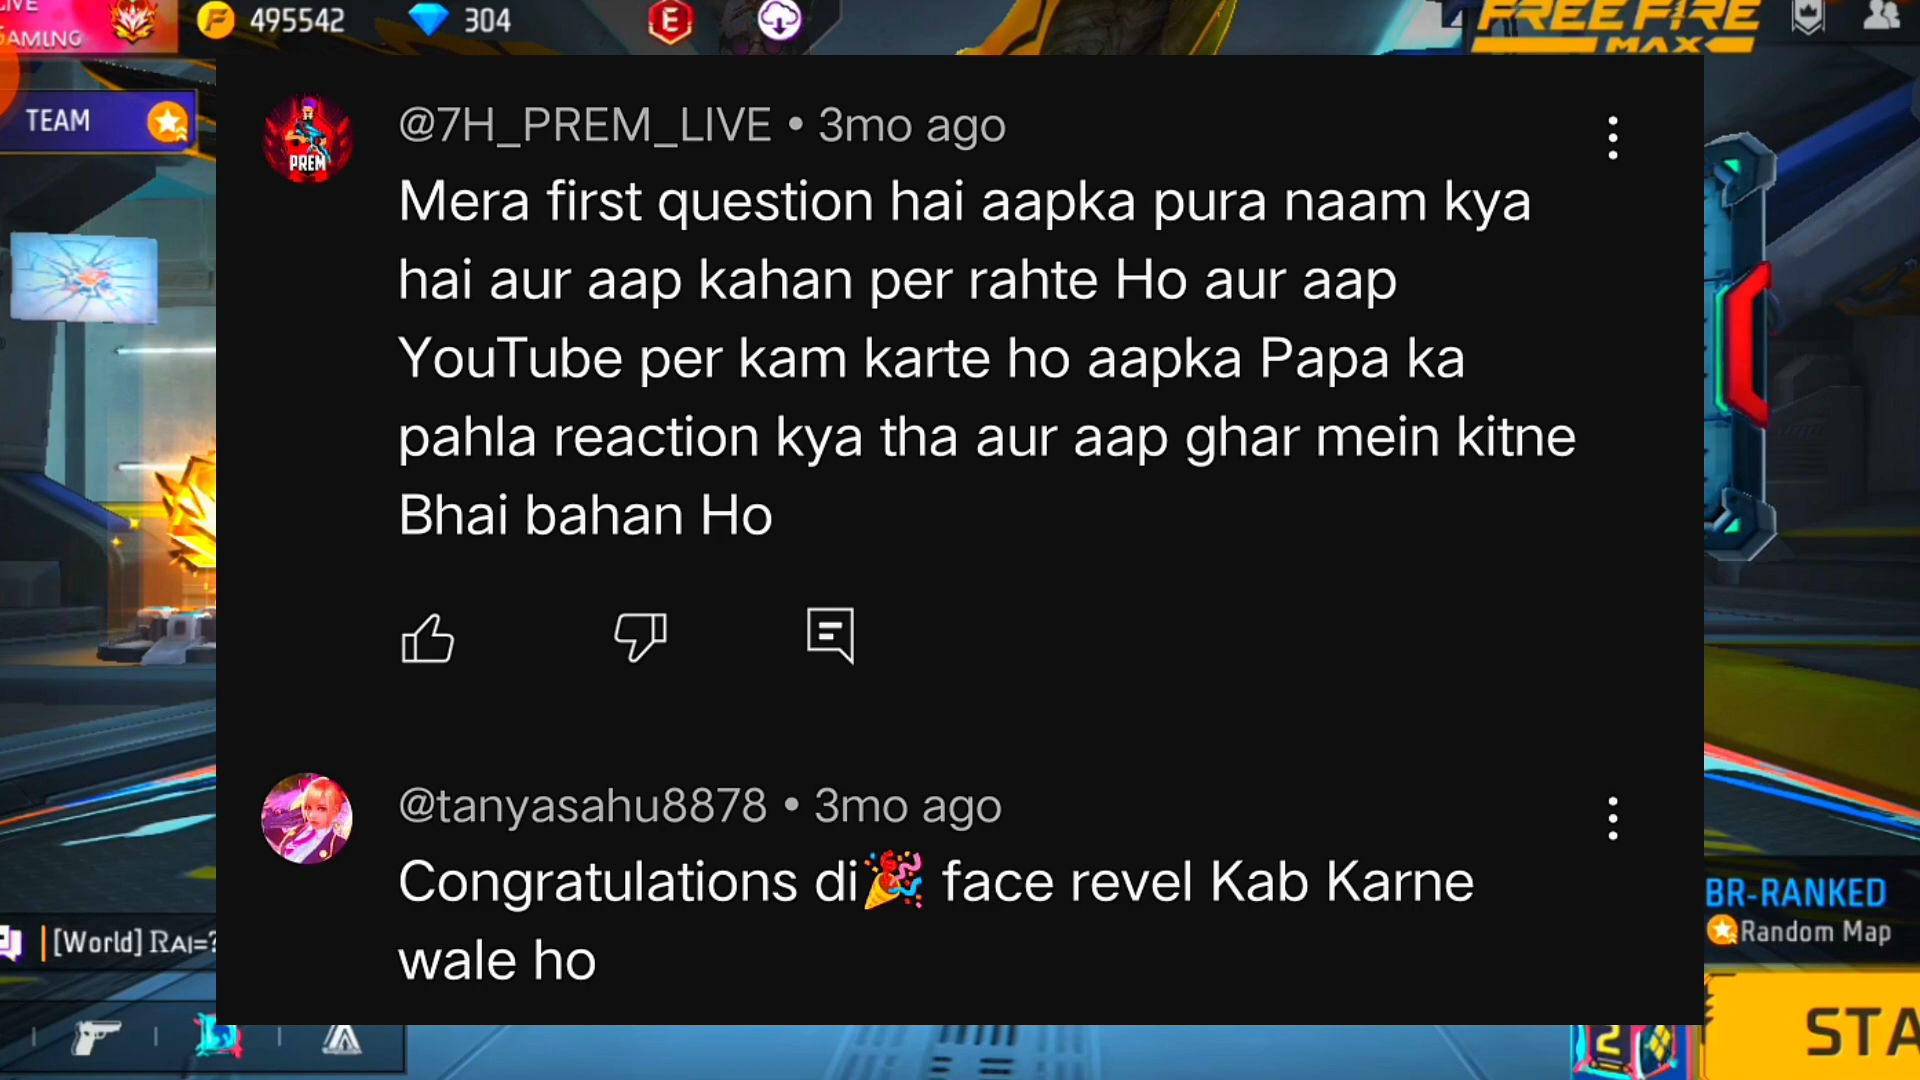 LIVE
GAMING
495542
304
E
FREE FIRE
MAX
TEAM
PREM
@7H_PREM_LIVE • 3mo ago
Mera first question hai aapka pura naam kya
hai aur aap kahan per rahte Ho aur aap
YouTube per kam karte ho aapka Papa ka
pahla reaction kya tha aur aap ghar mein kitne
Bhai bahan Ho
@tanyasahu8878 • 3mo ago
Congratulations di🎉 face revel Kab Karne
wale ho
[World] RAI=?
BR-RANKED
Random Map
2
STA